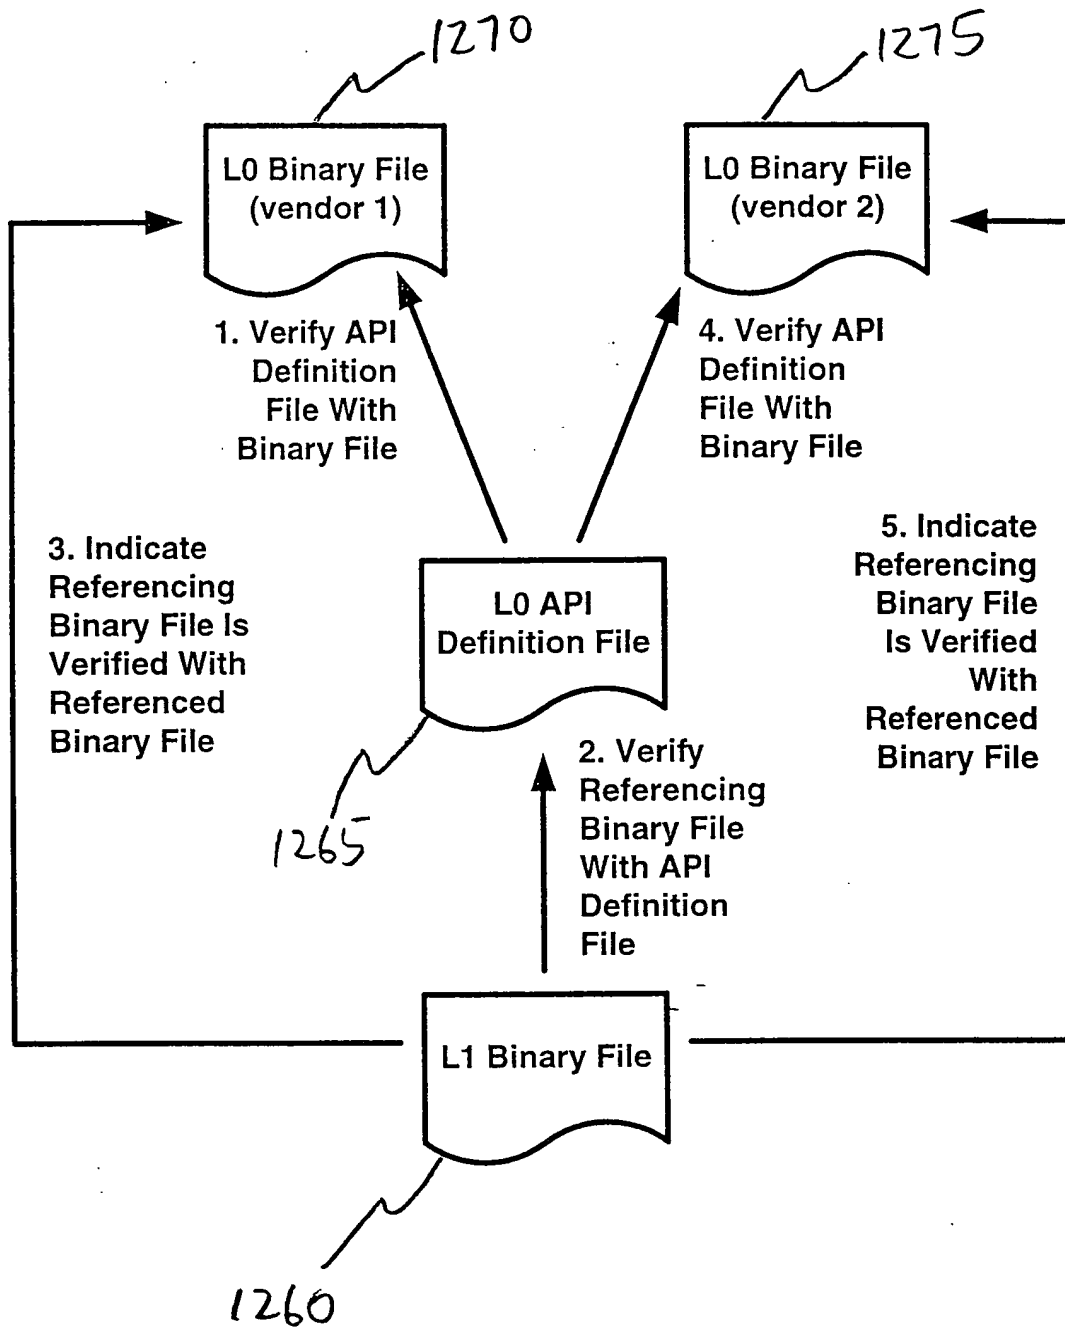 1270
1275
L0 Binary File
(vendor 1)
L0 Binary File
(vendor 2)
1. Verify API
Definition
File With
Binary File
4. Verify API
Definition
File With
Binary File
3. Indicate
Referencing
Binary File Is
Verified With
Referenced
Binary File
5. Indicate
Referencing
Binary File
Is Verified
With
Referenced
Binary File
L0 API
Definition File
1265
2. Verify
Referencing
Binary File
With API
Definition
File
L1 Binary File
1260